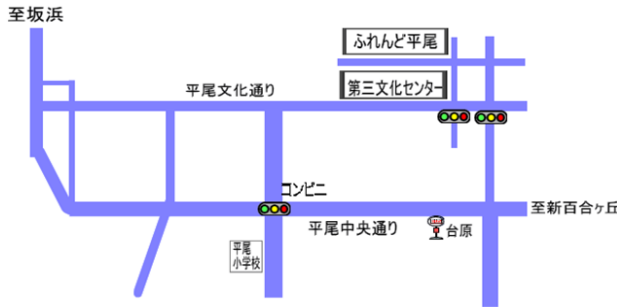 至坂浜
ふれんど平尾
平尾文化通り
第三文化センター
コンビニ
至新百合ヶ丘
平尾中央通り
台原
平尾
小学校